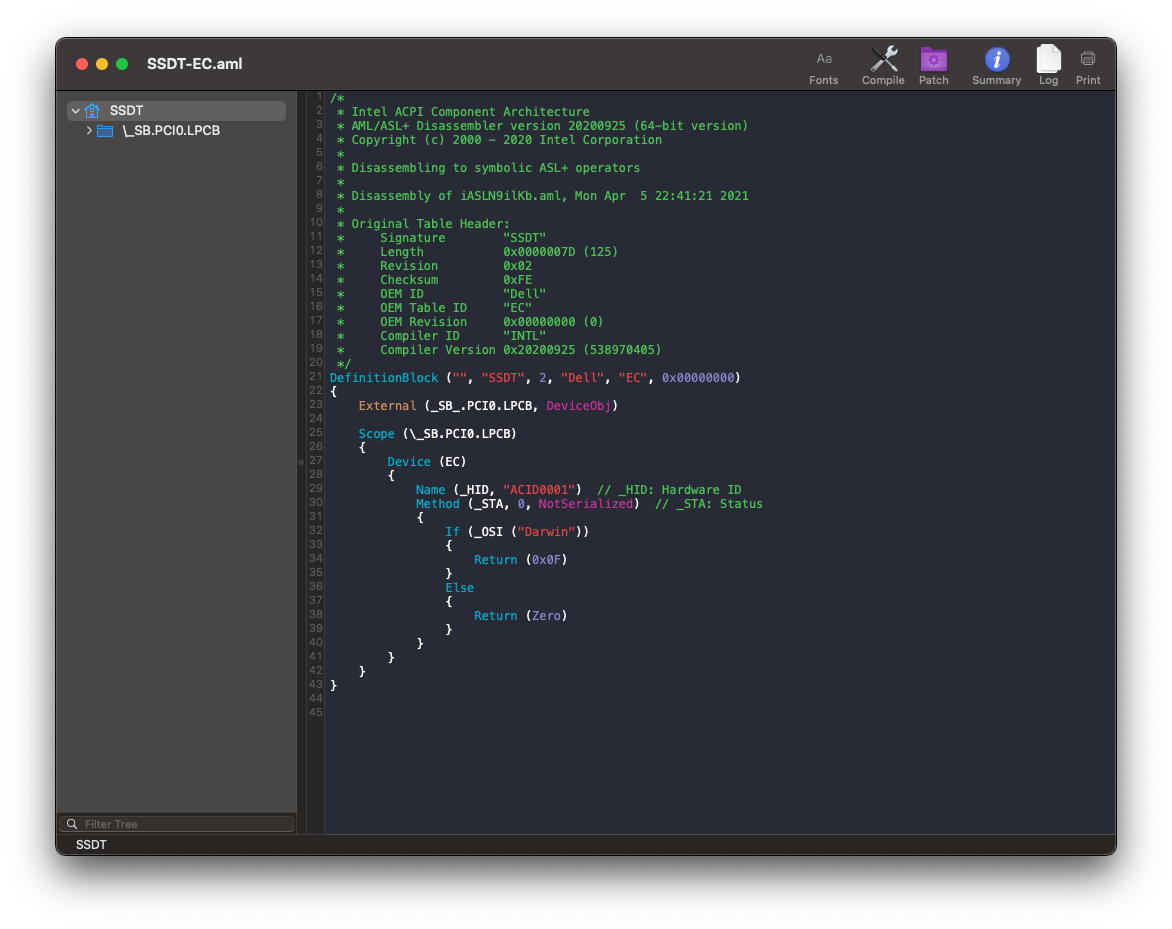 SSDT-EC.aml
Aa
Fonts
Compile
Patch
Summary
Log
Print
SSDT
\_SB.PCI0.LPCB
1 /*
2  * Intel ACPI Component Architecture
3  * AML/ASL+ Disassembler version 20200925 (64-bit version)
4  * Copyright (c) 2000 - 2020 Intel Corporation
5  *
6  * Disassembling to symbolic ASL+ operators
7  *
8  * Disassembly of iASLN9ilKb.aml, Mon Apr  5 22:41:21 2021
9  *
10  * Original Table Header:
11  *     Signature        "SSDT"
12  *     Length           0x0000007D (125)
13  *     Revision         0x02
14  *     Checksum         0xFE
15  *     OEM ID           "Dell"
16  *     OEM Table ID     "EC"
17  *     OEM Revision     0x00000000 (0)
18  *     Compiler ID      "INTL"
19  *     Compiler Version 0x20200925 (538970405)
20  */
21 DefinitionBlock ("", "SSDT", 2, "Dell", "EC", 0x00000000)
22 {
23     External (_SB_.PCI0.LPCB, DeviceObj)
24
25     Scope (\_SB.PCI0.LPCB)
26     {
27         Device (EC)
28         {
29             Name (_HID, "ACID0001")  // _HID: Hardware ID
30             Method (_STA, 0, NotSerialized)  // _STA: Status
31             {
32                 If (_OSI ("Darwin"))
33                 {
34                     Return (0x0F)
35                 }
36                 Else
37                 {
38                     Return (Zero)
39                 }
40             }
41         }
42     }
43 }
44
45
Filter Tree
SSDT